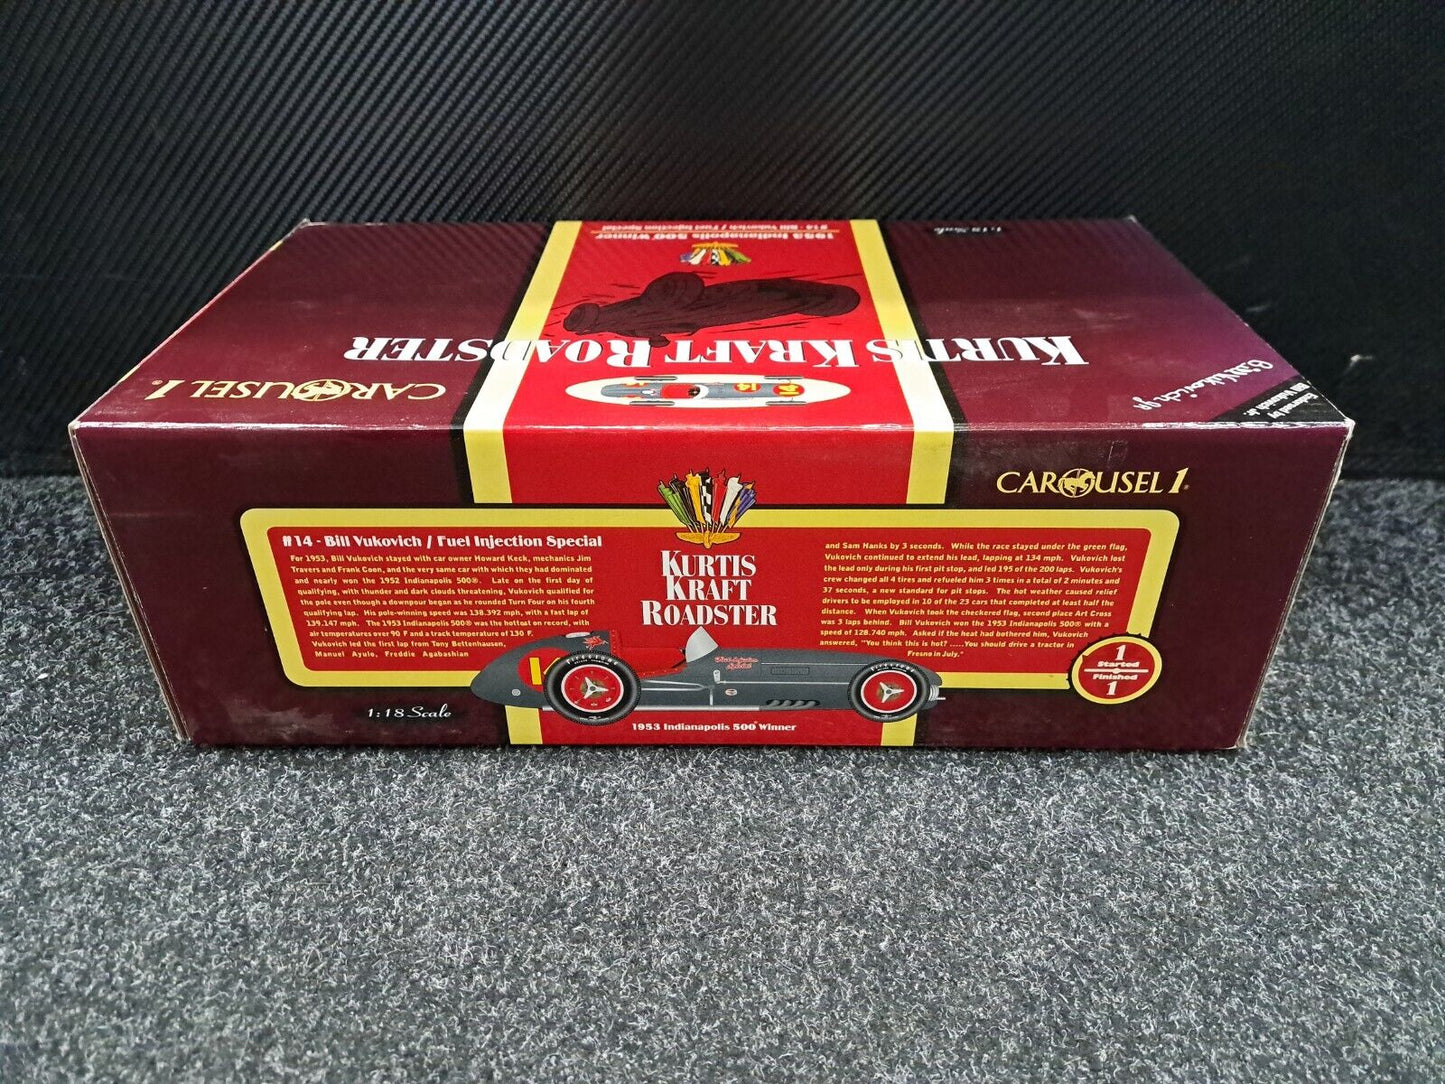 1953 Indianapolis 500 Winner
#14 - Bill Vukovich / Fuel Injection Special
1:18 Scale
KURTIS KRAFT ROADSTER
CAROUSEL 1®
14
Bill Vukovich Jr
Endorsed by
Bill Vukovich Jr.
CAROUSEL 1®
#14 - Bill Vukovich / Fuel Injection Special
For 1953, Bill Vukovich stayed with car owner Howard Keck, mechanics Jim
Travers and Frank Coon, and the very same car with which they had dominated
and nearly won the 1952 Indianapolis 500®. Late on the first day of
qualifying, with thunder and dark clouds threatening, Vukovich qualified for
the pole even though a downpour began as he rounded Turn Four on his fourth
qualifying lap. His pole-winning speed was 138.392 mph, with a fast lap of
139.147 mph. The 1953 Indianapolis 500® was the hottest on record, with
air temperatures over 90 F and a track temperature of 130 F.
Vukovich led the first lap from Tony Bettenhausen,
Manuel Ayulo, Freddie Agabashian
KURTIS
KRAFT
ROADSTER
and Sam Hanks by 3 seconds. While the race stayed under the green flag,
Vukovich continued to extend his lead, lapping at 134 mph. Vukovich lost
the lead only during his first pit stop, and led 195 of the 200 laps. Vukovich's
crew changed all 4 tires and refueled him 3 times in a total of 2 minutes and
37 seconds, a new standard for pit stops. The hot weather caused relief
drivers to be employed in 10 of the 23 cars that completed at least half the
distance. When Vukovich took the checkered flag, second place Art Cross
was 3 laps behind. Bill Vukovich won the 1953 Indianapolis 500® with a
speed of 128.740 mph. Asked if the heat had bothered him, Vukovich
answered, "You think this is hot? .....You should drive a tractor in
Fresno in July."
1
Started
Finished
1
Fuel Injection
Special
FIRESTONE
FIRESTONE
1:18 Scale
1953 Indianapolis 500 Winner